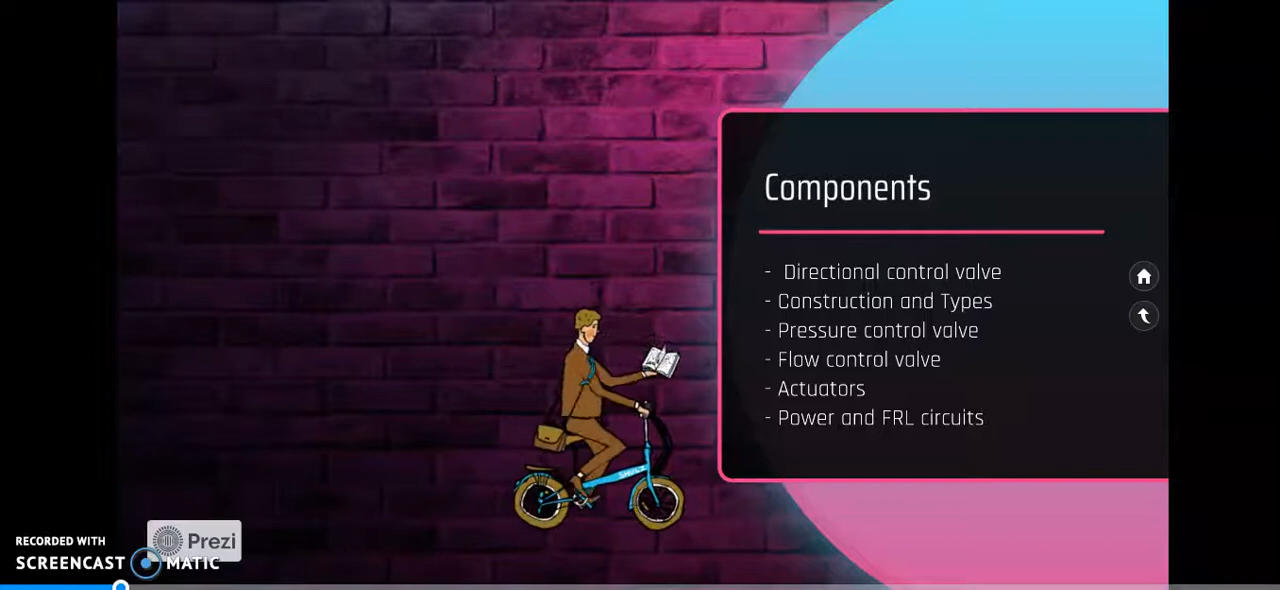 Components
- Directional control valve
- Construction and Types
- Pressure control valve
- Flow control valve
- Actuators
- Power and FRL circuits
Prezi
RECORDED WITH
SCREENCAST MATIC